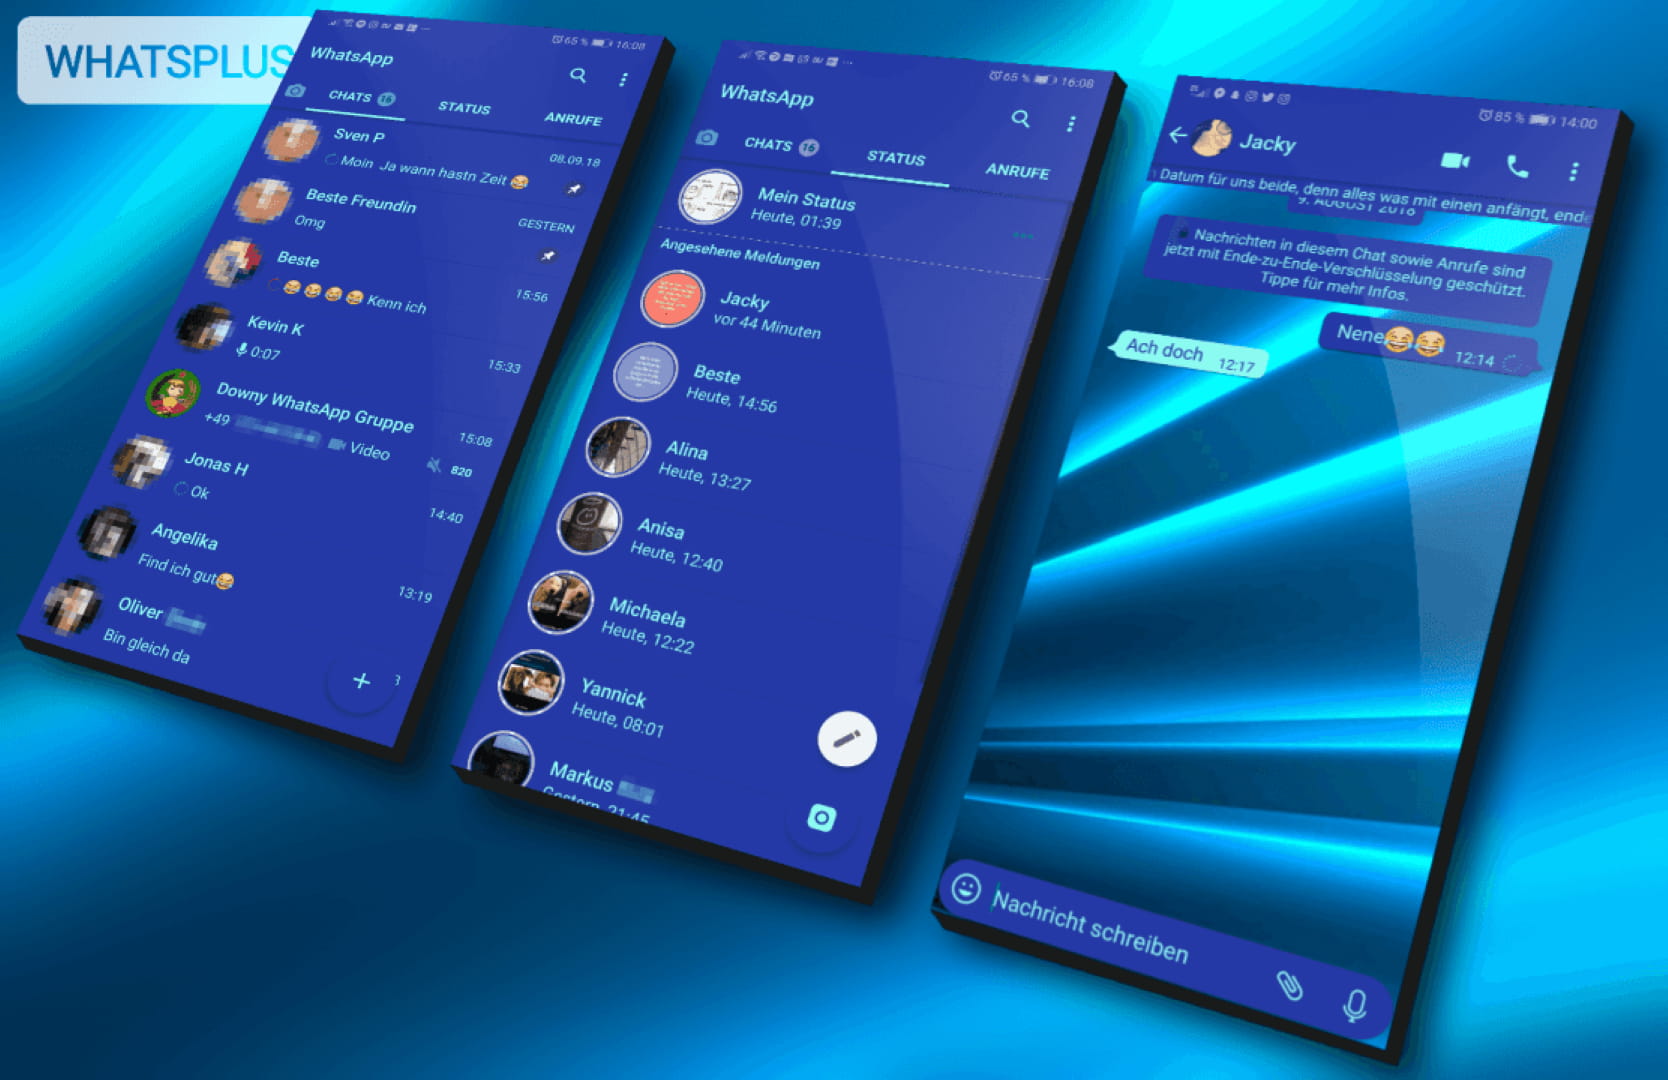 WHATSPLUS
65 % 16:08
WhatsApp
CHATS 16 STATUS ANRUFE
Sven P
08.09.18
Moin Ja wann hastn Zeit 😂
Beste Freundin
GESTERN
Omg
Beste
15:56
😂😂😂😂 Kenn ich
Kevin K
15:33
0:07
Downy WhatsApp Gruppe
15:08
+49 Video
820
Jonas H
14:40
Ok
Angelika
13:19
Find ich gut😂
Oliver
Bin gleich da
+
65 % 16:08
WhatsApp
CHATS 16 STATUS ANRUFE
Mein Status
Heute, 01:39
Angesehene Meldungen
Jacky
vor 44 Minuten
Beste
Heute, 14:56
Alina
Heute, 13:27
Anisa
Heute, 12:40
Michaela
Heute, 12:22
Yannick
Heute, 08:01
Markus
Gestern, 21:45
85 % 14:00
Jacky
Datum für uns beide, denn alles was mit einen anfängt, ende
9. AUGUST 2018
Nachrichten in diesem Chat sowie Anrufe sind
jetzt mit Ende-zu-Ende-Verschlüsselung geschützt.
Tippe für mehr Infos.
Nene😂😂 12:14
Ach doch 12:17
Nachricht schreiben